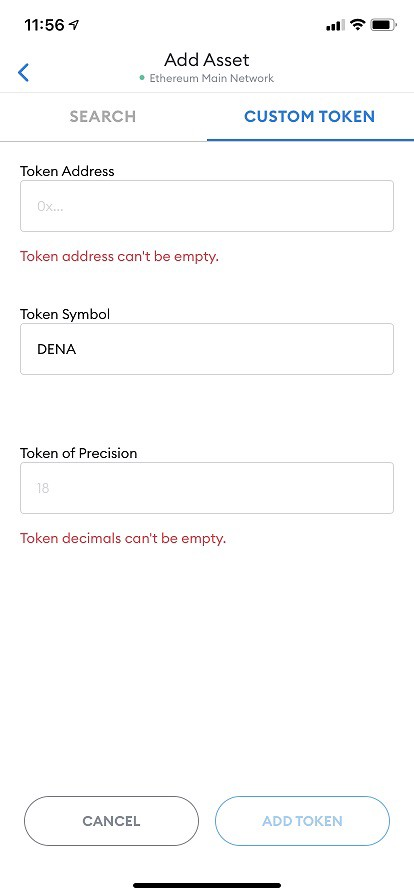 11:56
Add Asset
Ethereum Main Network
SEARCH
CUSTOM TOKEN
Token Address
0x...
Token address can't be empty.
Token Symbol
DENA
Token of Precision
18
Token decimals can't be empty.
CANCEL
ADD TOKEN